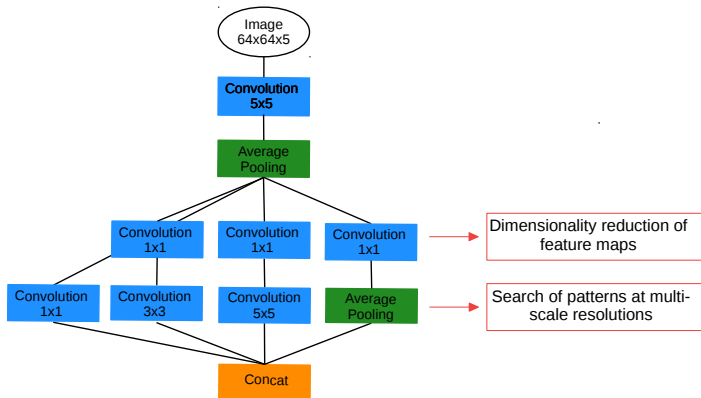 Image
64x64x5
Convolution
5x5
Average
Pooling
Convolution
1x1
Convolution
1x1
Convolution
1x1
Dimensionality reduction of
feature maps
Convolution
1x1
Convolution
3x3
Convolution
5x5
Average
Pooling
Search of patterns at multi-
scale resolutions
Concat